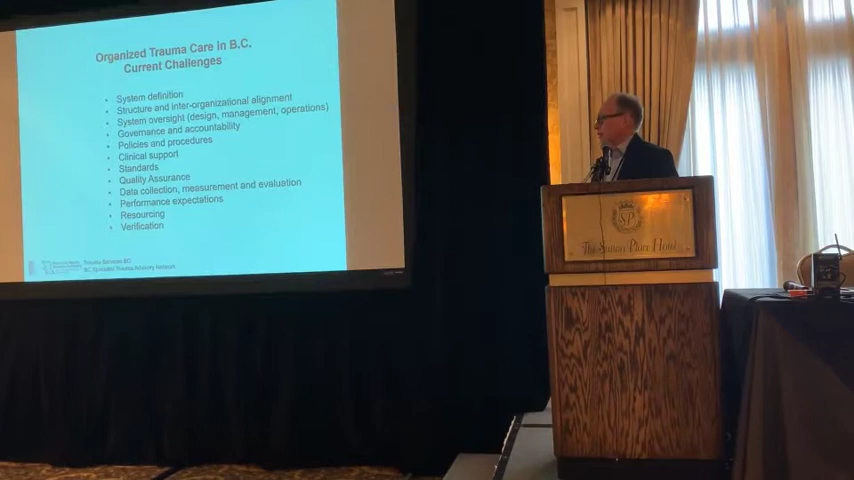 Organized Trauma Care in B.C.
Current Challenges
• System definition
• Structure and inter-organizational alignment
• System oversight (design, management, operations)
• Governance and accountability
• Policies and procedures
• Clinical support
• Standards
• Quality Assurance
• Data collection, measurement and evaluation
• Performance expectations
• Resourcing
• Verification
Trauma Services BC
BC Specialist Trauma Advisory Network
SP
The Sutton Place Hotel